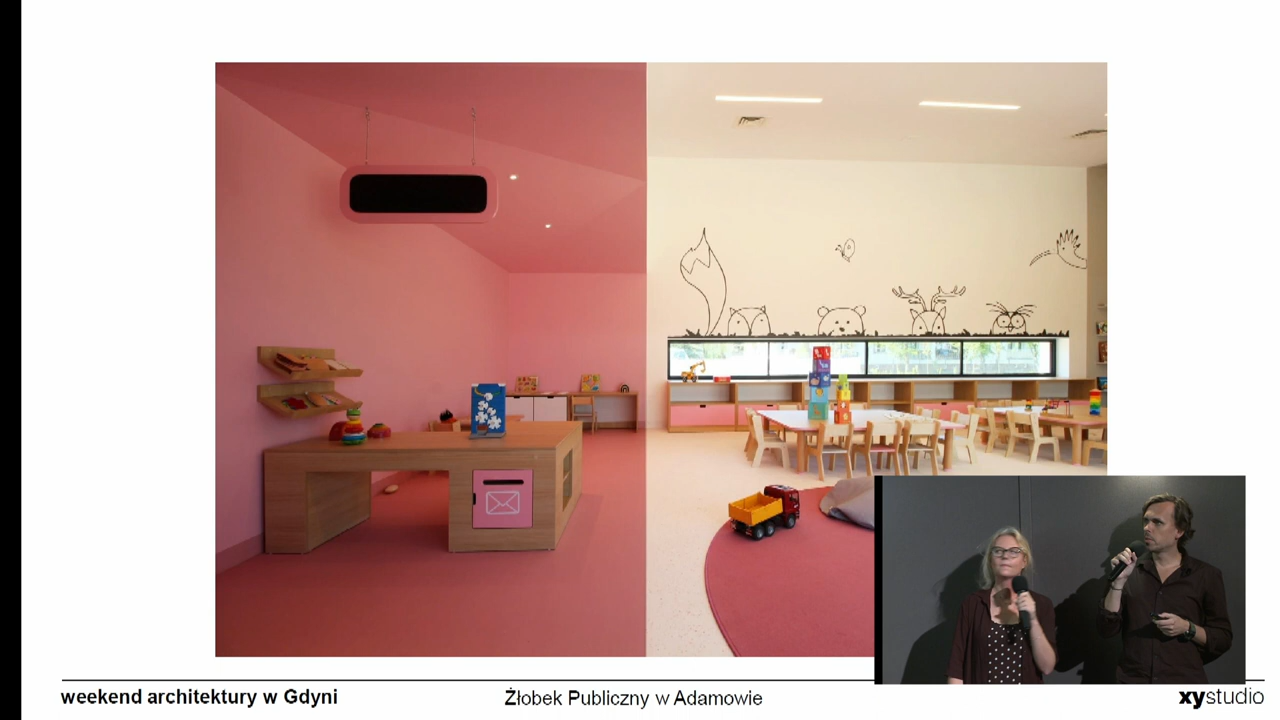 weekend architektury w Gdyni
Żłobek Publiczny w Adamowie
xystudio